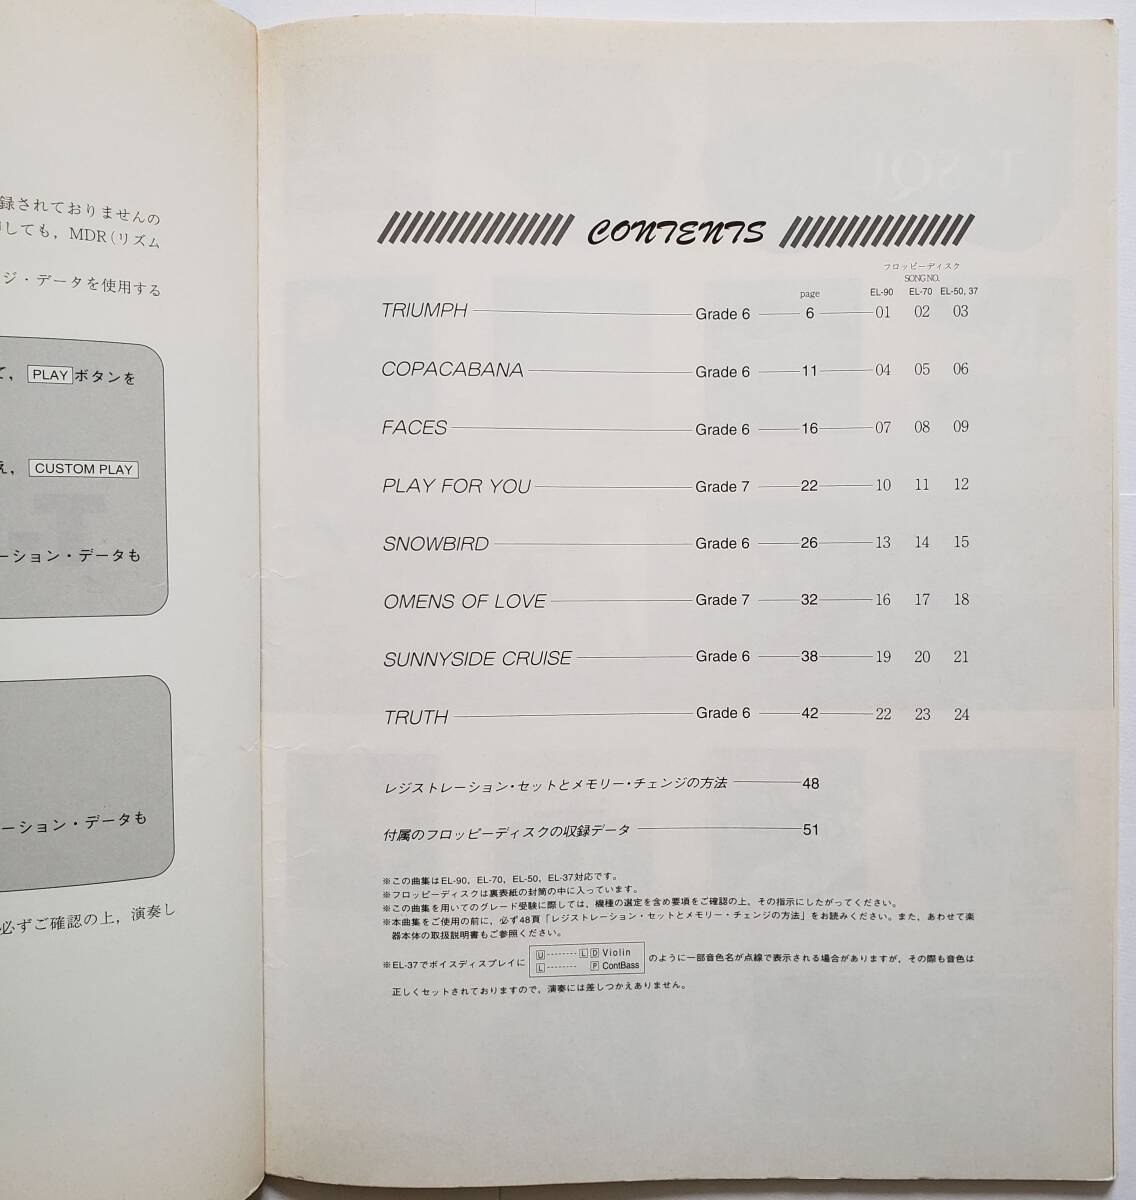 録されておりませんの
しても，MDR（リズム
ジ・データを使用する
て， PLAY ボタンを
え， CUSTOM PLAY
ーション・データも
ーション・データも
必ずご確認の上，演奏し
CONTENTS
フロッピーディスク
SONG NO.
page EL-90 EL-70 EL-50, 37
TRIUMPH Grade 6 6 01 02 03
COPACABANA Grade 6 11 04 05 06
FACES Grade 6 16 07 08 09
PLAY FOR YOU Grade 7 22 10 11 12
SNOWBIRD Grade 6 26 13 14 15
OMENS OF LOVE Grade 7 32 16 17 18
SUNNYSIDE CRUISE Grade 6 38 19 20 21
TRUTH Grade 6 42 22 23 24
レジストレーション・セットとメモリー・チェンジの方法 48
付属のフロッピーディスクの収録データ 51
※この曲集はEL-90，EL-70，EL-50，EL-37対応です。
※フロッピーディスクは裏表紙の封筒の中に入っています。
※この曲集を用いてのグレード受験に際しては、機種の選定を含め要項をご確認の上、その指示にしたがってください。
※本曲集をご使用の前に、必ず48頁「レジストレーション・セットとメモリー・チェンジの方法」をお読みください。また、あわせて楽
器本体の取扱説明書もご参照ください。
※EL-37でボイスディスプレイに U -------- L D Violin のように一部音色名が点線で表示される場合がありますが、その際も音色は
L -------- P ContBass
正しくセットされておりますので、演奏には差しつかえありません。